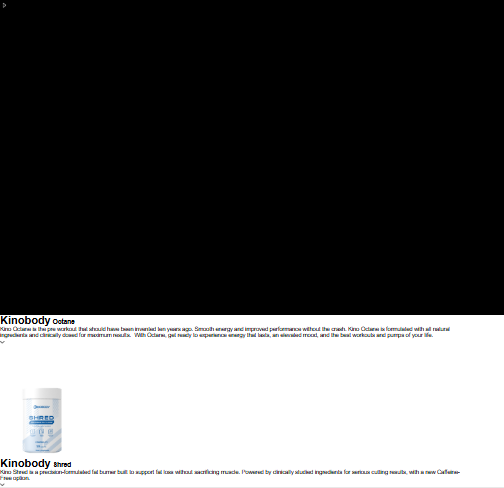 Kinobody Octane
Kino Octane is the pre workout that should have been invented ten years ago. Smooth energy and improved performance without the crash. Kino Octane is formulated with all natural
ingredients and clinically dosed for maximum results. With Octane, get ready to experience energy that lasts, an elevated mood, and the best workouts and pumps of your life.
SHRED
Kinobody Shred
Kino Shred is a precision-formulated fat burner built to support fat loss without sacrificing muscle. Powered by clinically studied ingredients for serious cutting results, with a new Caffeine-
Free option.